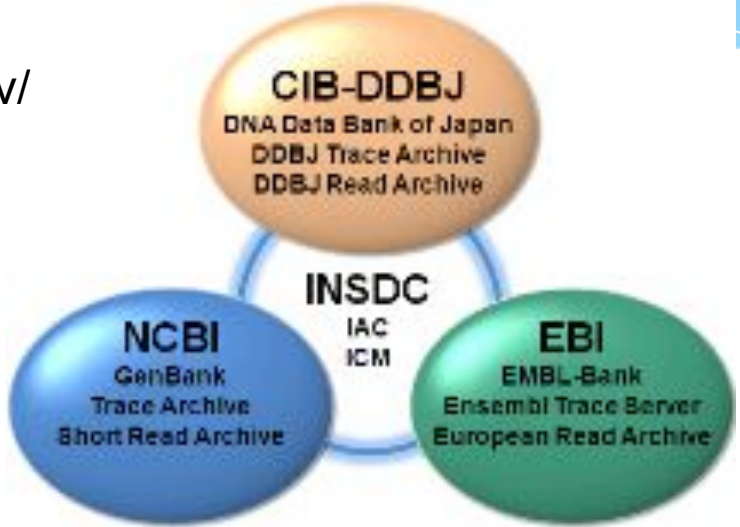 v/
CIB-DDBJ
DNA Data Bank of Japan
DDBJ Trace Archive
DDBJ Read Archive
INSDC
IAC
ICM
NCBI
GenBank
Trace Archive
Short Read Archive
EBI
EMBL-Bank
Ensembl Trace Server
European Read Archive